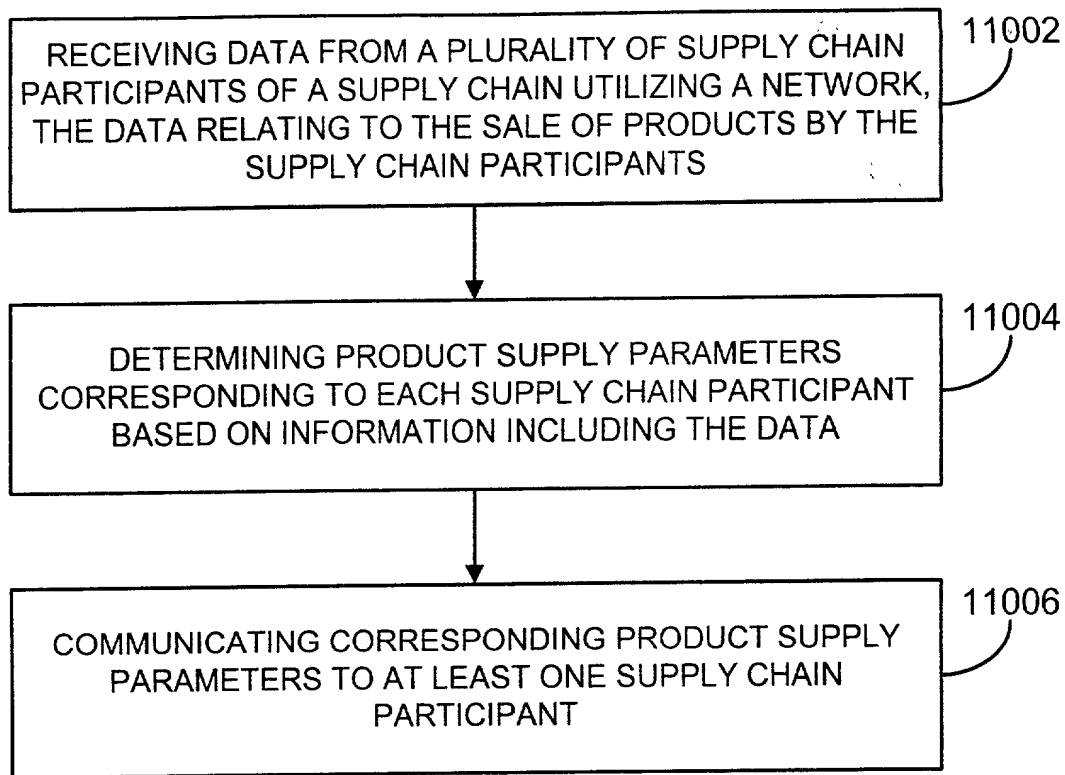 RECEIVING DATA FROM A PLURALITY OF SUPPLY CHAIN
PARTICIPANTS OF A SUPPLY CHAIN UTILIZING A NETWORK,
THE DATA RELATING TO THE SALE OF PRODUCTS BY THE
SUPPLY CHAIN PARTICIPANTS
11002
DETERMINING PRODUCT SUPPLY PARAMETERS
CORRESPONDING TO EACH SUPPLY CHAIN PARTICIPANT
BASED ON INFORMATION INCLUDING THE DATA
11004
COMMUNICATING CORRESPONDING PRODUCT SUPPLY
PARAMETERS TO AT LEAST ONE SUPPLY CHAIN
PARTICIPANT
11006